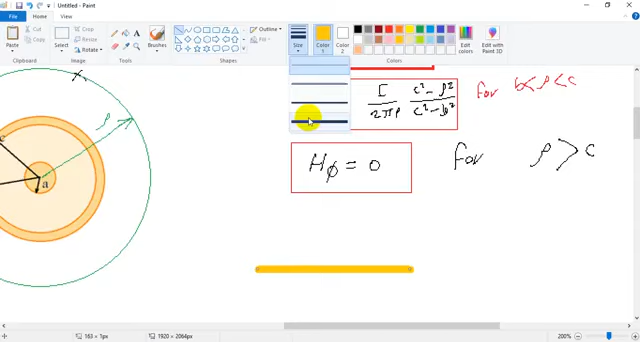 Untitled - Paint
File Home View
Paste
Cut
Copy
Clipboard
Select
Crop
Resize
Rotate
Image
A
Tools
Brushes
Shapes
Outline
Fill
Size
Color 1
Color 2
Colors
Edit colors
Edit with Paint 3D
I / 2πρ c² - ρ² / c² - b² for b < ρ < c
H∅ = 0 for ρ > c
ρ
c
a
163 × 1px
1920 × 2064px
200%